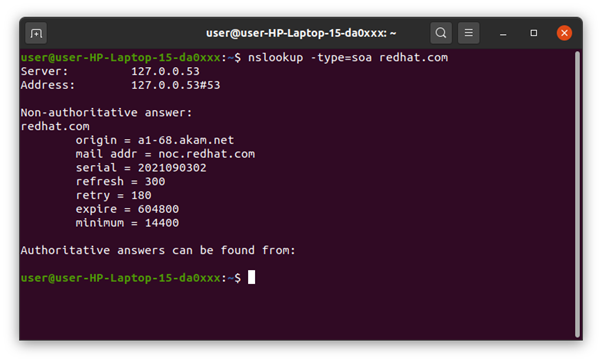 user@user-HP-Laptop-15-da0xxx: ~
user@user-HP-Laptop-15-da0xxx:~$ nslookup -type=soa redhat.com
Server:         127.0.0.53
Address:        127.0.0.53#53

Non-authoritative answer:
redhat.com
        origin = a1-68.akam.net
        mail addr = noc.redhat.com
        serial = 2021090302
        refresh = 300
        retry = 180
        expire = 604800
        minimum = 14400

Authoritative answers can be found from:

user@user-HP-Laptop-15-da0xxx:~$